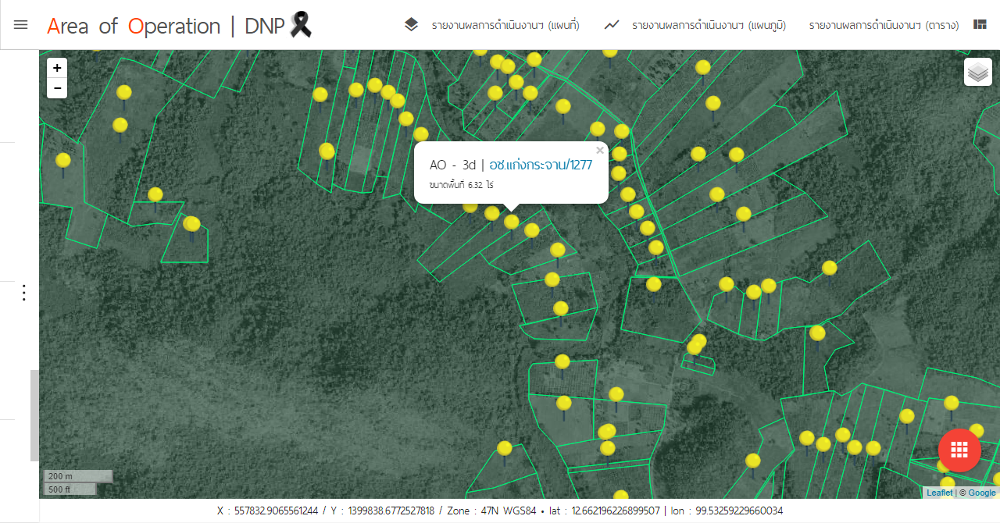 Area of Operation | DNP
รายงานผลการดำเนินงานฯ (แผนที่)
รายงานผลการดำเนินงานฯ (แผนภูมิ)
รายงานผลการดำเนินงานฯ (ตาราง)
+
−
×
AO - 3d | อช.แก่งกระจาน/1277
ขนาดพื้นที่ 6.32 ไร่
200 m
500 ft
Leaflet | © Google
X : 557832.9065561244 / Y : 1399838.6772527818 / Zone : 47N WGS84 • lat : 12.662196226899507 | lon : 99.53259229660034